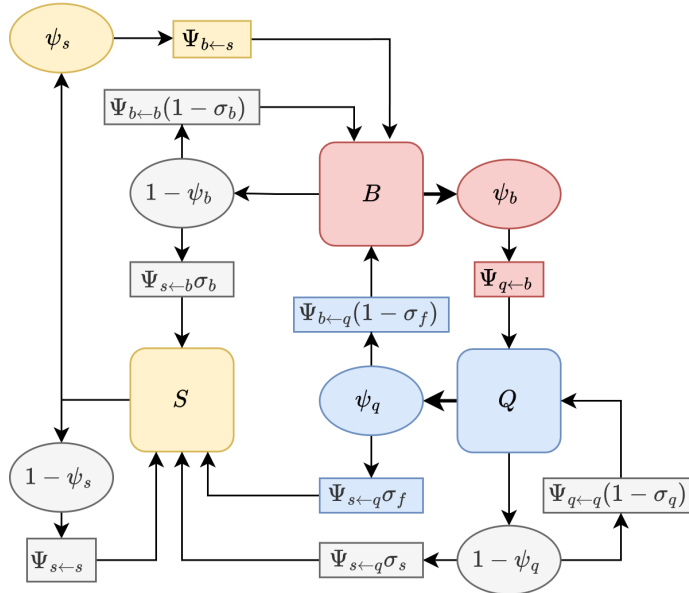 ψ_s
Ψ_{b←s}
Ψ_{b←b}(1 − σ_b)
1 − ψ_b
B
ψ_b
Ψ_{s←b}σ_b
Ψ_{q←b}
Ψ_{b←q}(1 − σ_f)
S
ψ_q
Q
1 − ψ_s
Ψ_{s←q}σ_f
Ψ_{q←q}(1 − σ_q)
Ψ_{s←s}
Ψ_{s←q}σ_s
1 − ψ_q